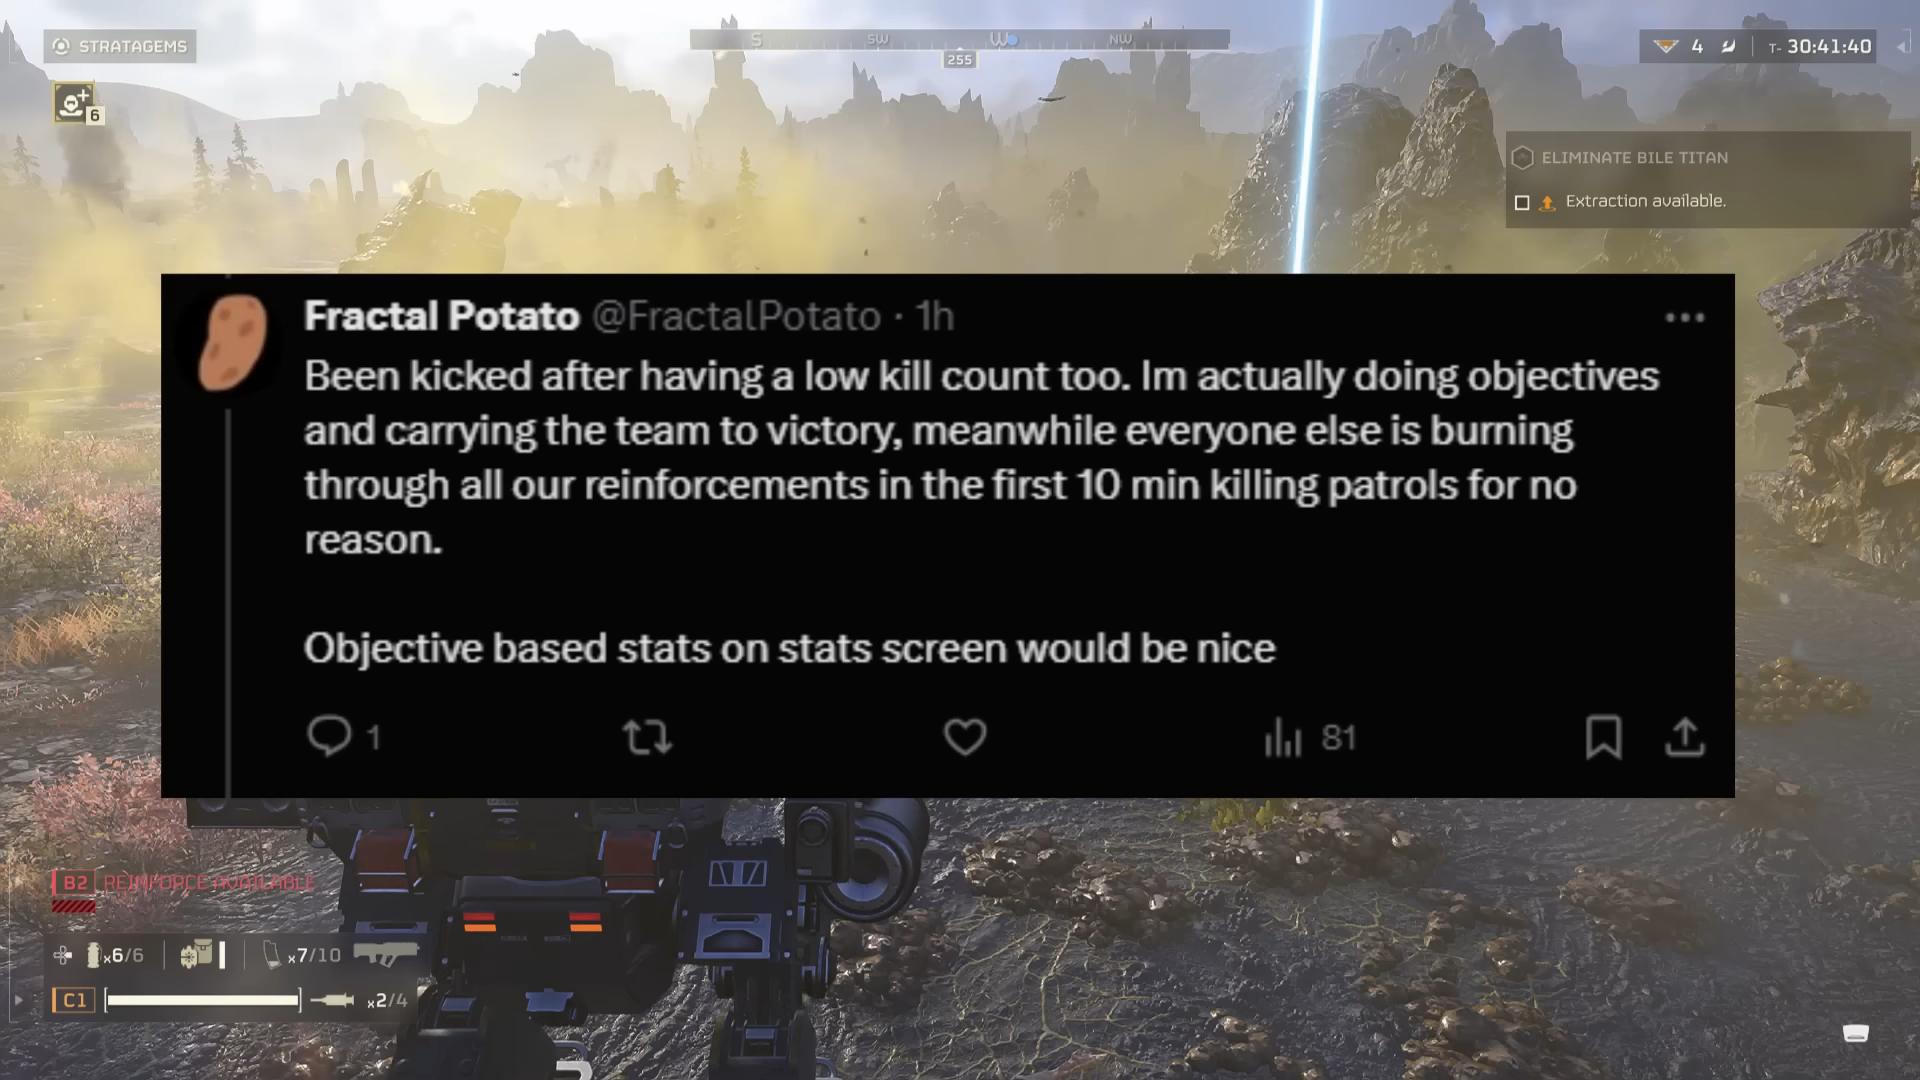 STRATAGEMS
S SW W NW
255
4 T- 30:41:40
6
ELIMINATE BILE TITAN
Extraction available.
Fractal Potato @FractalPotato · 1h
Been kicked after having a low kill count too. Im actually doing objectives
and carrying the team to victory, meanwhile everyone else is burning
through all our reinforcements in the first 10 min killing patrols for no
reason.
Objective based stats on stats screen would be nice
1 81
B2 REINFORCE AVAILABLE
x6/6 x7/10
C1 x2/4